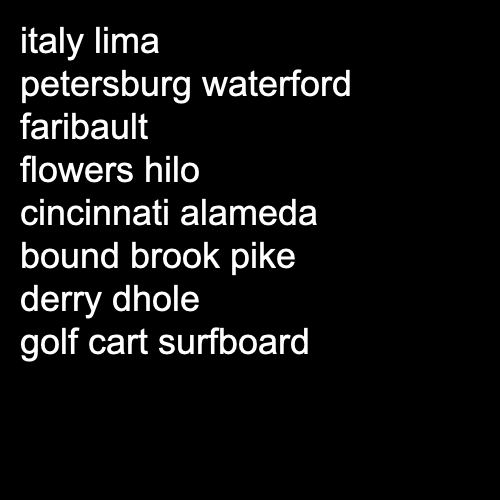 italy lima
petersburg waterford
faribault
flowers hilo
cincinnati alameda
bound brook pike
derry dhole
golf cart surfboard